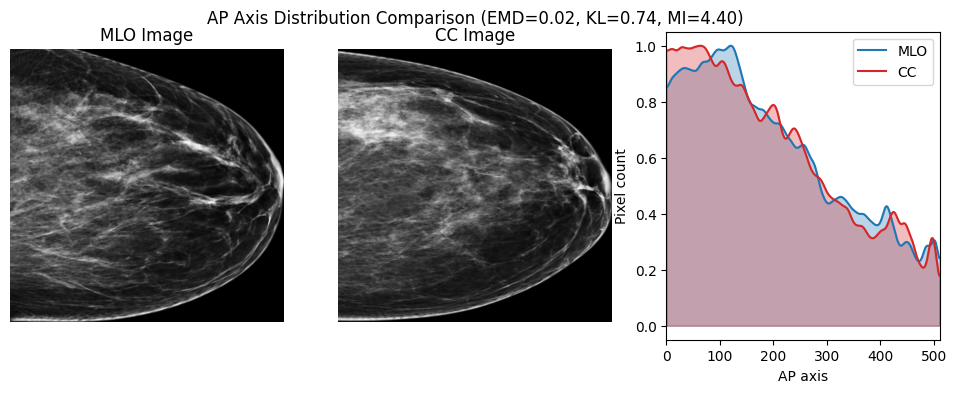 AP Axis Distribution Comparison (EMD=0.02, KL=0.74, MI=4.40)
MLO Image
CC Image
MLO
CC
Pixel count
1.0
0.8
0.6
0.4
0.2
0.0
0 100 200 300 400 500
AP axis